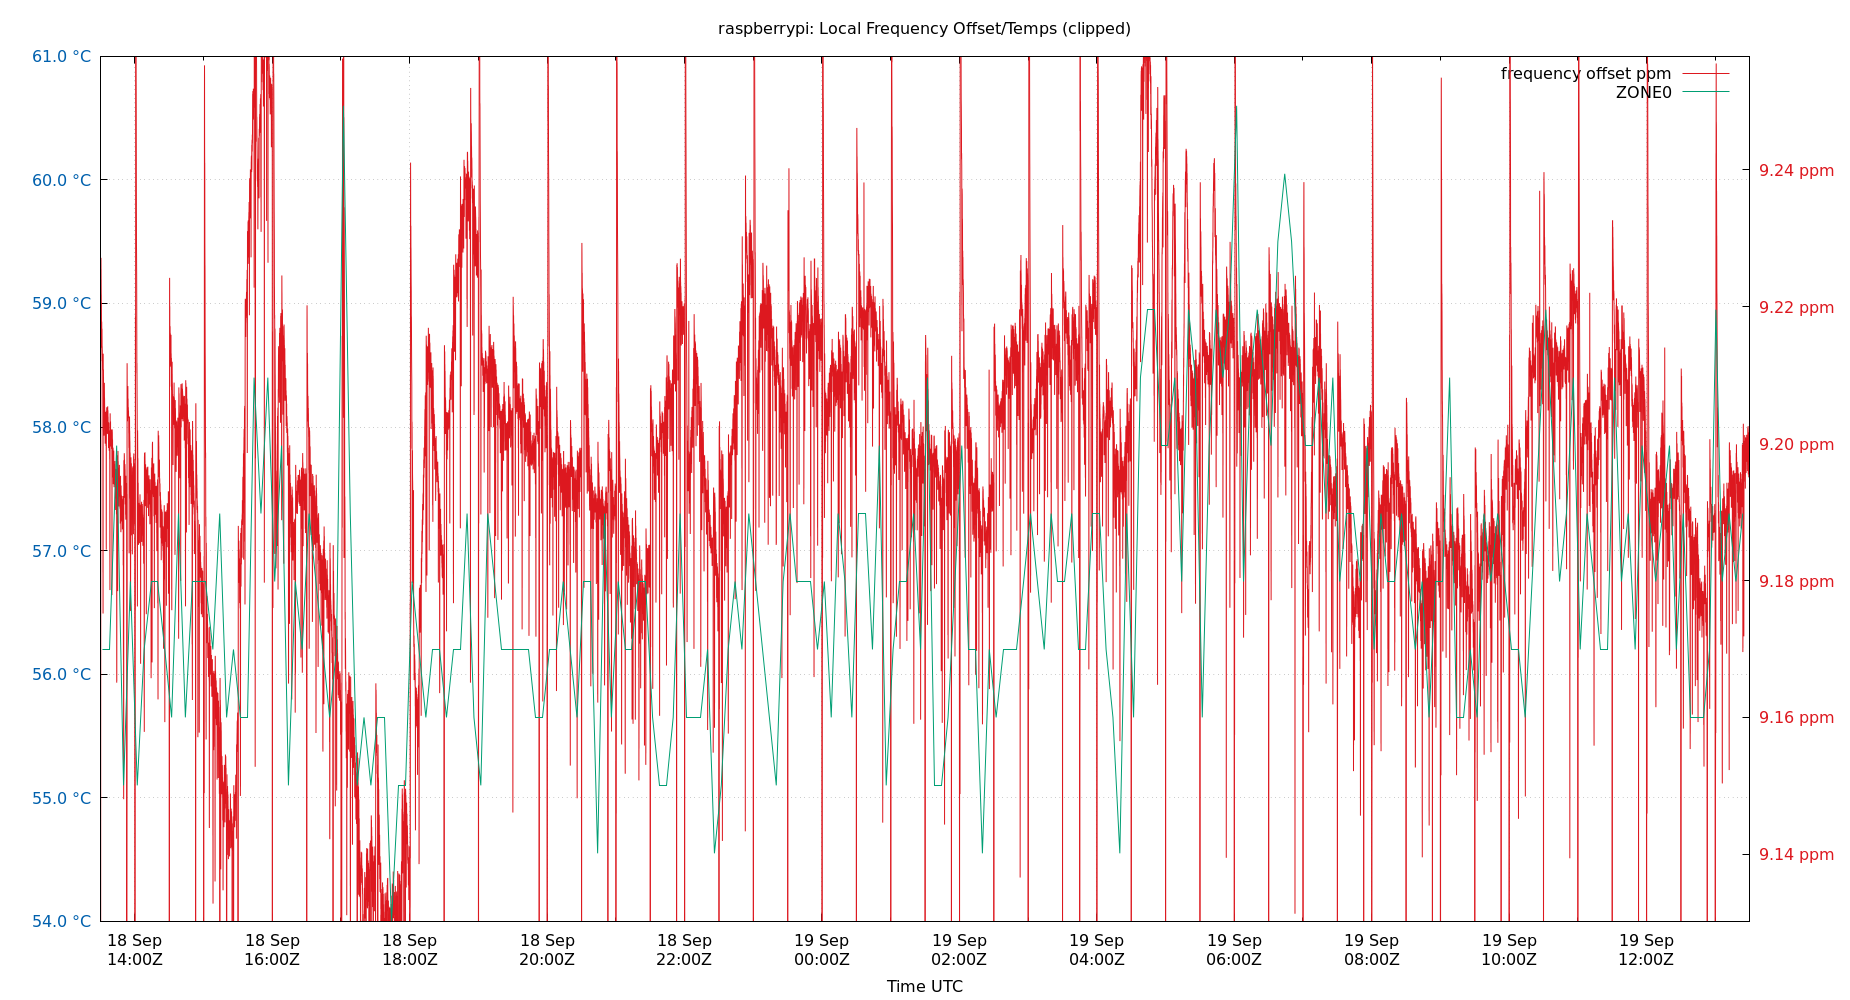 raspberrypi: Local Frequency Offset/Temps (clipped)
61.0 °C
60.0 °C
59.0 °C
58.0 °C
57.0 °C
56.0 °C
55.0 °C
54.0 °C
frequency offset ppm
ZONE0
9.24 ppm
9.22 ppm
9.20 ppm
9.18 ppm
9.16 ppm
9.14 ppm
18 Sep 18 Sep 18 Sep 18 Sep 18 Sep 19 Sep 19 Sep 19 Sep 19 Sep 19 Sep 19 Sep 19 Sep
14:00Z 16:00Z 18:00Z 20:00Z 22:00Z 00:00Z 02:00Z 04:00Z 06:00Z 08:00Z 10:00Z 12:00Z
Time UTC